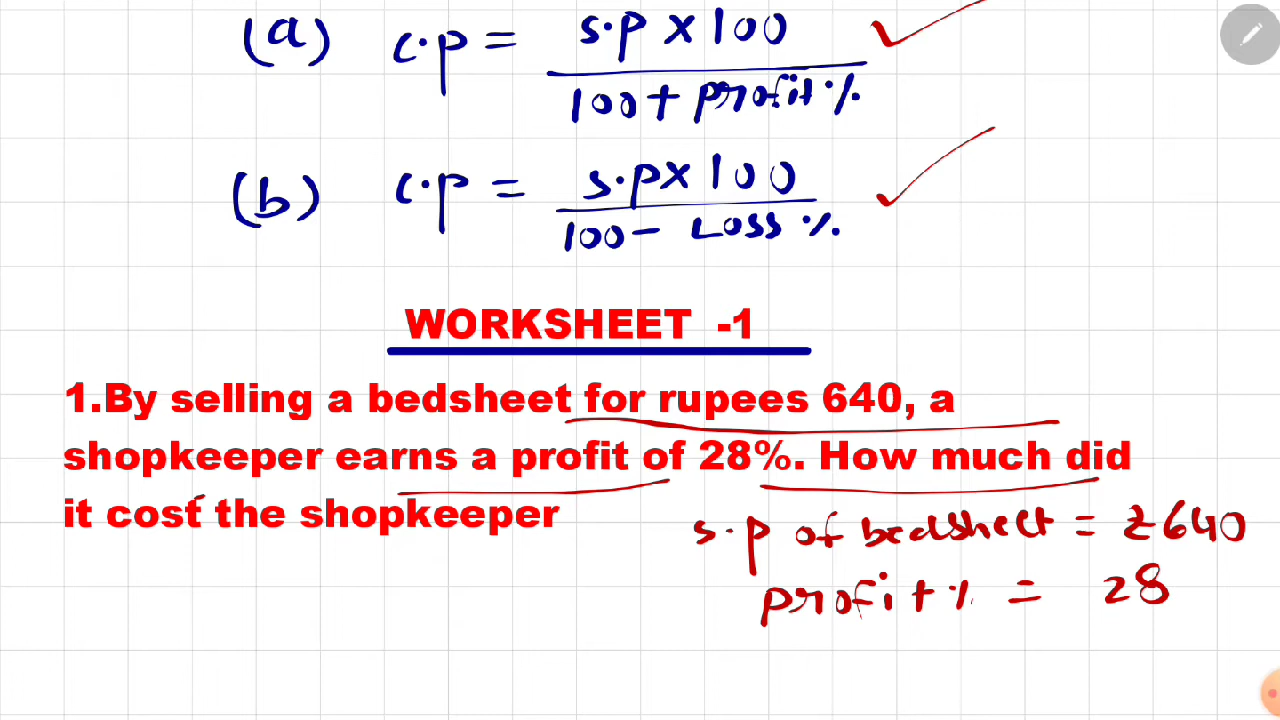 (a) c.p = s.p x 100
100 + profit %
(b) c.p = s.p x 100
100 - Loss %
WORKSHEET -1
1.By selling a bedsheet for rupees 640, a
shopkeeper earns a profit of 28%. How much did
it cost the shopkeeper
s.p of bedsheet = ₹640
profit % = 28